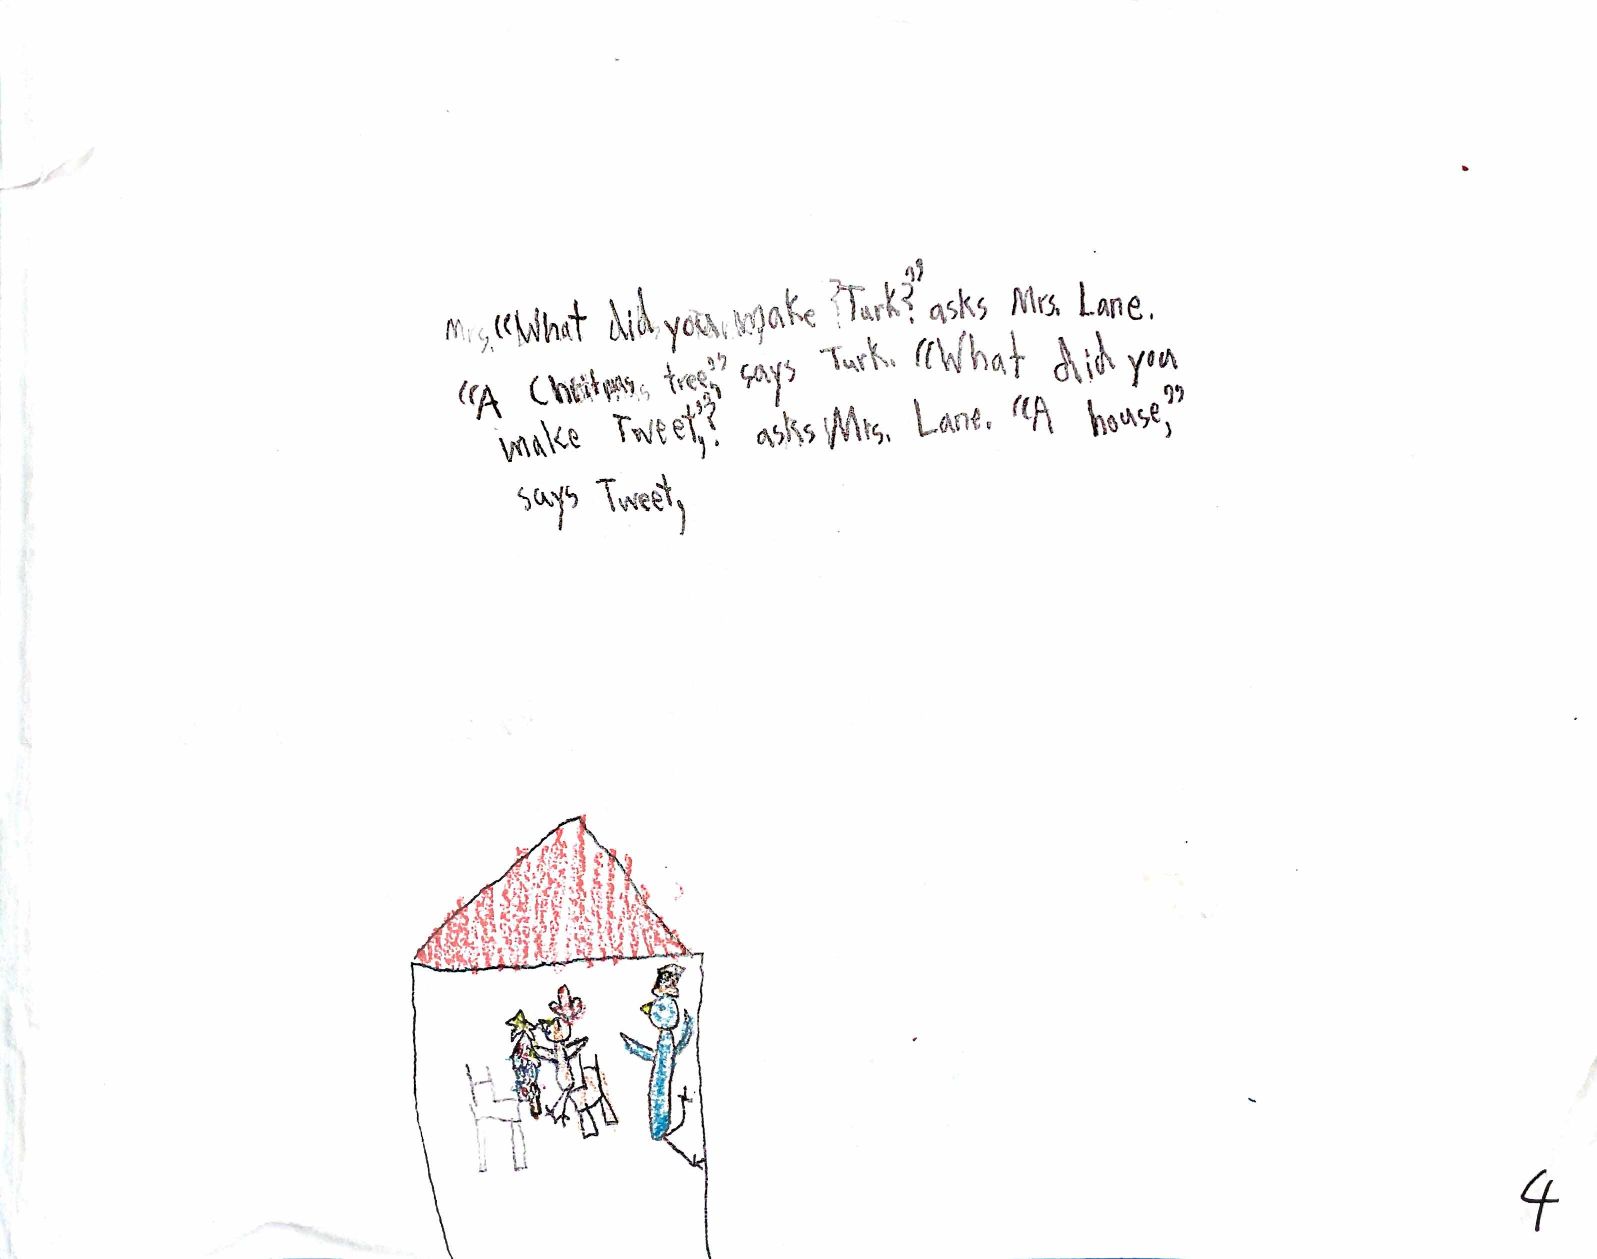 Mrs. “What did you make Turk?” asks Mrs. Lane.
“A Chritmas tree,” says Turk. “What did you
make Tweet,?” asks Mrs. Lane. “A house,”
says Tweet,
4